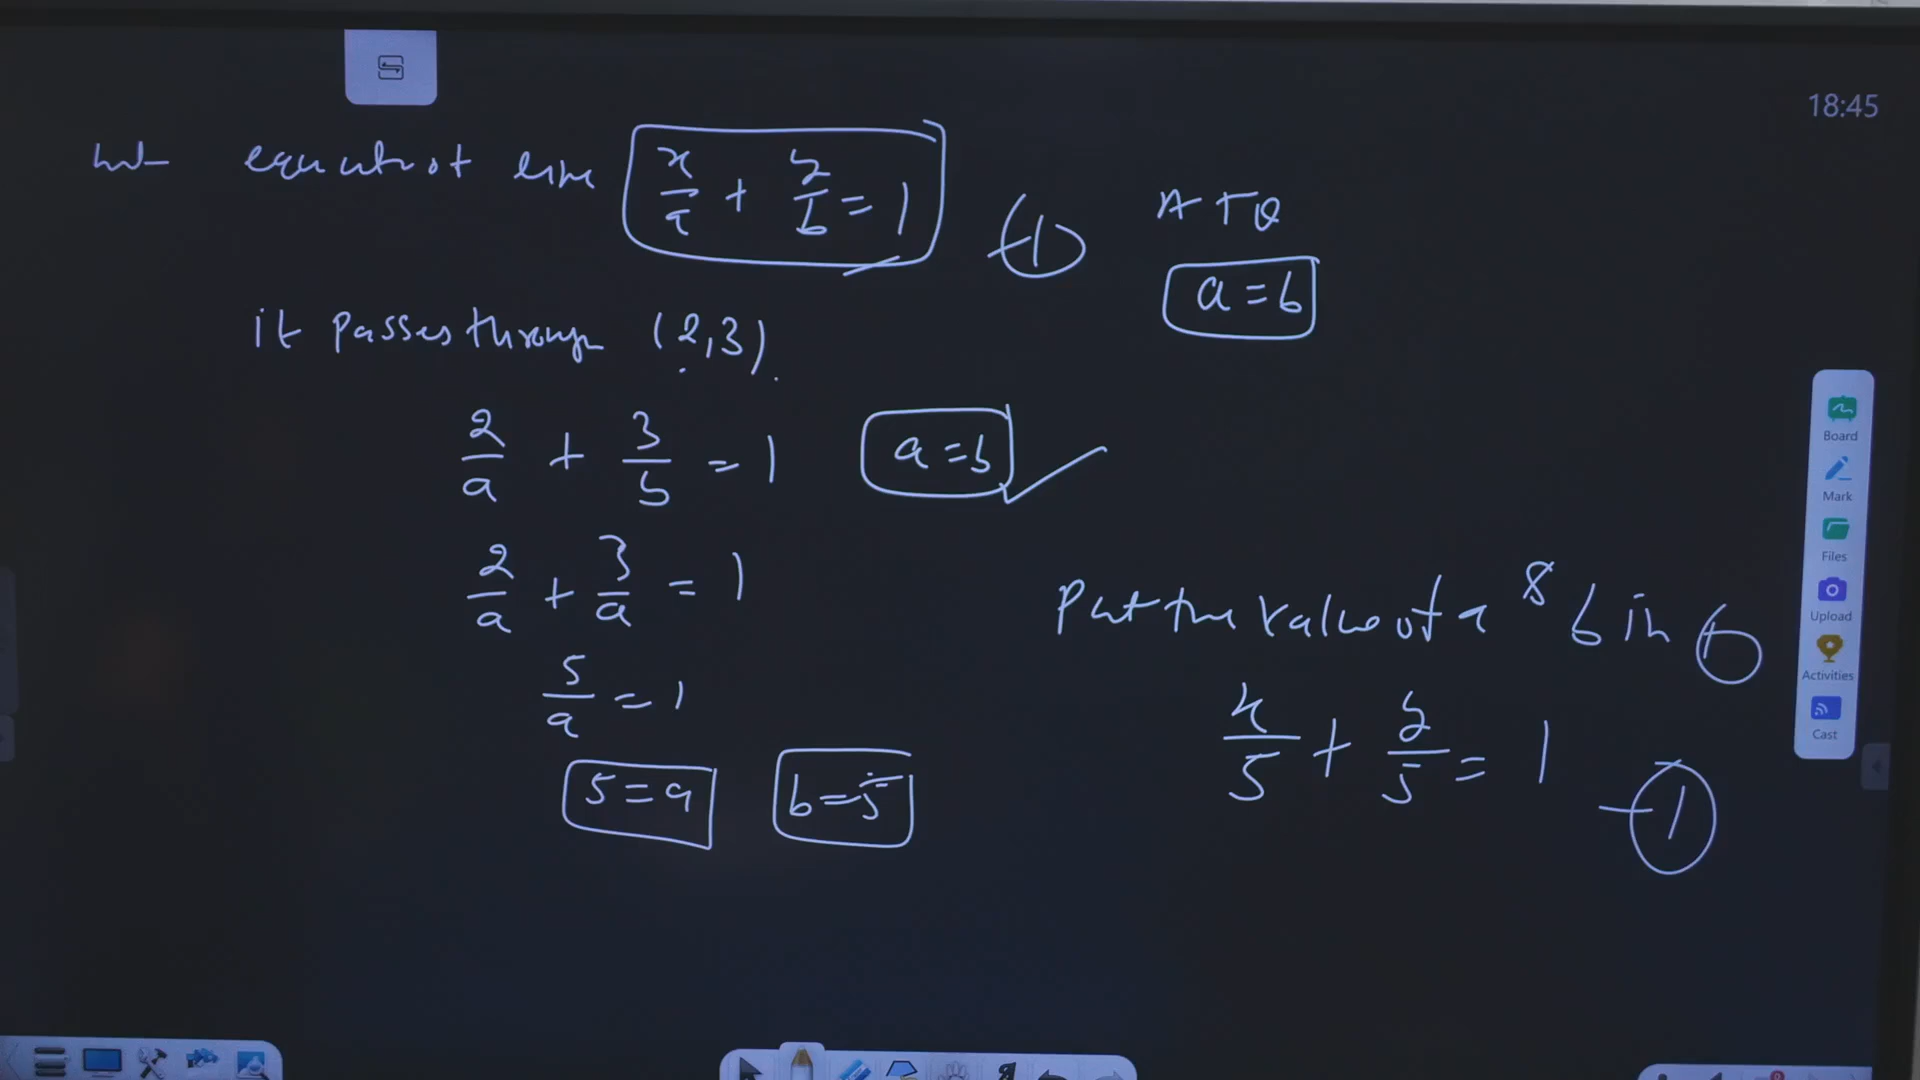 18:45
Let equation of line x/a + y/b = 1 -(1)
ATQ
a = b
it passes through (2,3).
2/a + 3/b = 1 a = b
2/a + 3/a = 1
5/a = 1
5 = a b = 5
Put the value of a & b in (1)
x/5 + y/5 = 1 -(1)
Board
Mark
Files
Upload
Activities
Cast